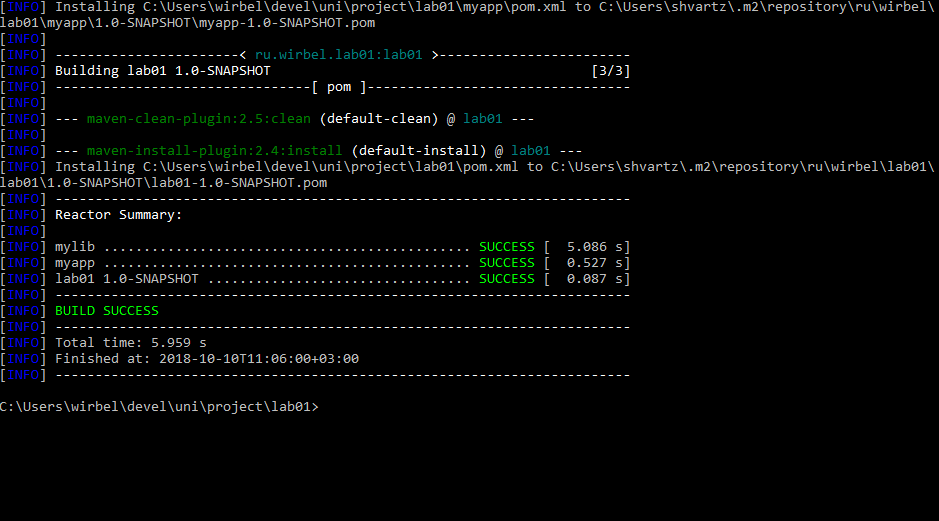 [INFO] Installing C:\Users\wirbel\devel\uni\project\lab01\myapp\pom.xml to C:\Users\shvartz\.m2\repository\ru\wirbel\
lab01\myapp\1.0-SNAPSHOT\myapp-1.0-SNAPSHOT.pom
[INFO]
[INFO] -----------------------< ru.wirbel.lab01:lab01 >------------------------
[INFO] Building lab01 1.0-SNAPSHOT                                        [3/3]
[INFO] --------------------------------[ pom ]---------------------------------
[INFO]
[INFO] --- maven-clean-plugin:2.5:clean (default-clean) @ lab01 ---
[INFO]
[INFO] --- maven-install-plugin:2.4:install (default-install) @ lab01 ---
[INFO] Installing C:\Users\wirbel\devel\uni\project\lab01\pom.xml to C:\Users\shvartz\.m2\repository\ru\wirbel\lab01\
lab01\1.0-SNAPSHOT\lab01-1.0-SNAPSHOT.pom
[INFO] ------------------------------------------------------------------------
[INFO] Reactor Summary:
[INFO]
[INFO] mylib .............................................. SUCCESS [  5.086 s]
[INFO] myapp .............................................. SUCCESS [  0.527 s]
[INFO] lab01 1.0-SNAPSHOT ................................. SUCCESS [  0.087 s]
[INFO] ------------------------------------------------------------------------
[INFO] BUILD SUCCESS
[INFO] ------------------------------------------------------------------------
[INFO] Total time: 5.959 s
[INFO] Finished at: 2018-10-10T11:06:00+03:00
[INFO] ------------------------------------------------------------------------
C:\Users\wirbel\devel\uni\project\lab01>